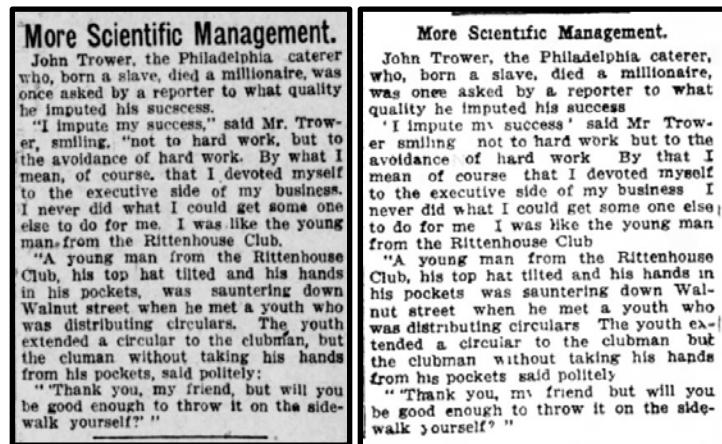 More Scientific Management.
John Trower, the Philadelphia caterer
who, born a slave, died a millionaire, was
once asked by a reporter to what quality
he imputed his sucscess.
"I impute my success," said Mr. Trow-
er, smiling. "not to hard work, but to
the avoidance of hard work. By what I
mean, of course. that I devoted myself
to the executive side of my business.
I never did what I could get some one
else to do for me. I was like the young
man from the Rittenhouse Club.
"A young man from the Rittenhouse
Club, his top hat tilted and his hands
in his pockets, was sauntering down
Walnut street when he met a youth who
was distributing circulars. The youth
extended a circular to the clubman, but
the cluman without taking his hands
from his pockets, said politely:
" 'Thank you, my friend, but will you
be good enough to throw it on the side-
walk yourself?' "
More Scientific Management.
John Trower, the Philadelphia caterer,
who, born a slave, died a millionaire,
was once asked by a reporter to what
quality he imputed his success
'I impute my success' said Mr Trow-
er smiling not to hard work but to the
avoidance of hard work By that I
mean of course that I devoted myself
to the executive side of my business I
never did what I could get some one else
to do for me I was like the young man
from the Rittenhouse Club
"A young man from the Rittenhouse
Club, his top hat tilted and his hands in
his pockets was sauntering down Wal-
nut street when he met a youth who
was distributing circulars The youth ex-
tended a circular to the clubman but
the clubman without taking his hands
from his pockets said politely
" 'Thank you, my friend but will you
be good enough to throw it on the side-
walk yourself?' "